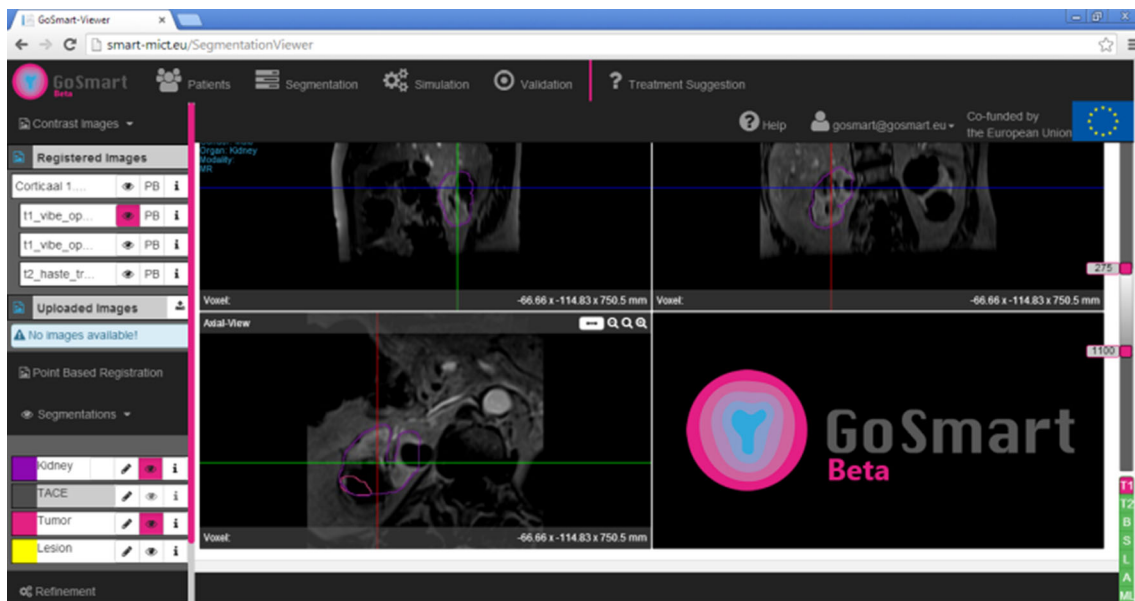 GoSmart-Viewer
smart-mict.eu/SegmentationViewer
GoSmart
Beta
Patients
Segmentation
Simulation
Validation
Treatment Suggestion
Contrast Images
Help
gosmart@gosmart.eu
Co-funded by
the European Union
Registered Images
Organ: Kidney
Modality:
MR
Corticaal 1.... PB i
t1_vibe_op... PB i
t1_vibe_op... PB i
t2_haste_tr... PB i
275
Uploaded Images
Voxel: -66.66 x -114.83 x 750.5 mm
Voxel: -66.66 x -114.83 x 750.5 mm
Axial-View
No images available!
1100
Point Based Registration
Segmentations
GoSmart
Beta
Kidney i
TACE i
Tumor i
Lesion i
Voxel: -66.66 x -114.83 x 750.5 mm
T1
T2
B
S
L
A
ML
Refinement